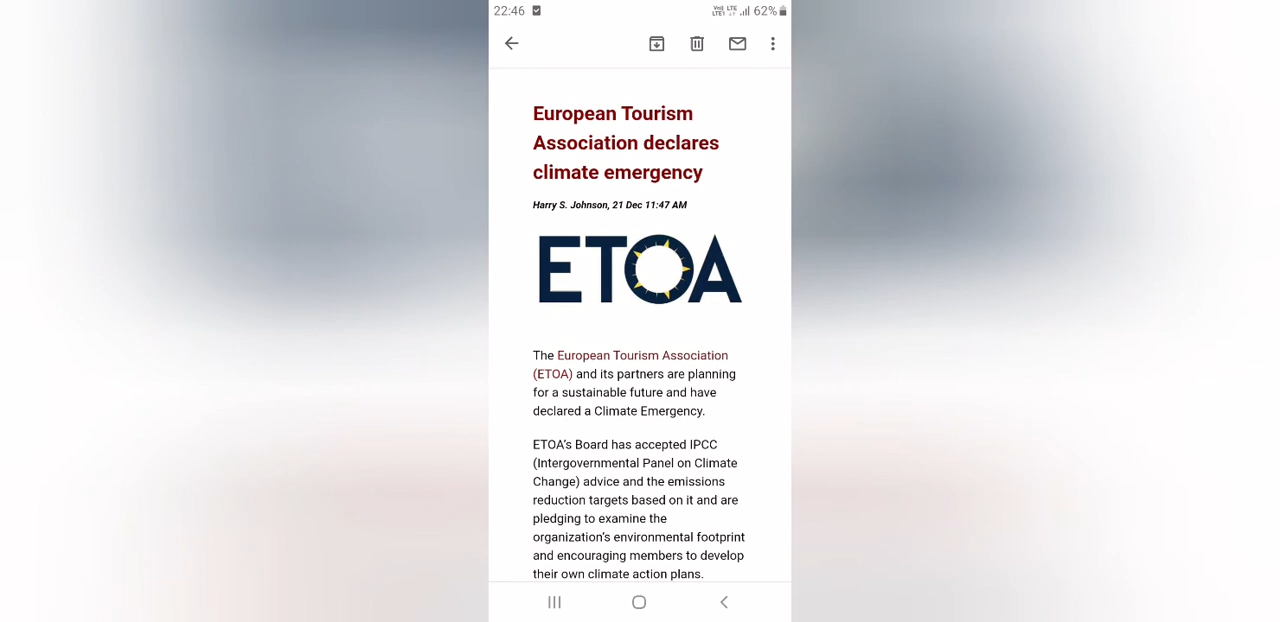 22:46 62%
European Tourism
Association declares
climate emergency
Harry S. Johnson, 21 Dec 11:47 AM
ETOA
The European Tourism Association
(ETOA) and its partners are planning
for a sustainable future and have
declared a Climate Emergency.
ETOA's Board has accepted IPCC
(Intergovernmental Panel on Climate
Change) advice and the emissions
reduction targets based on it and are
pledging to examine the
organization's environmental footprint
and encouraging members to develop
their own climate action plans.